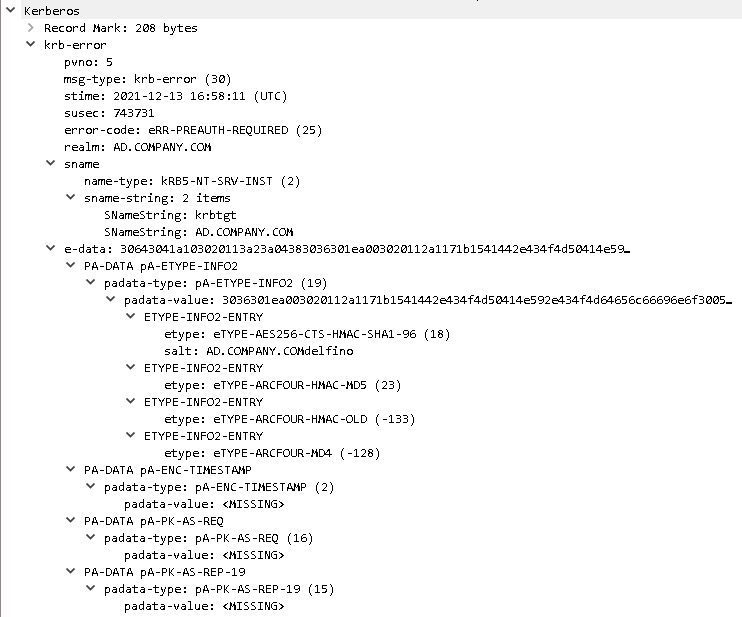 Kerberos
Record Mark: 208 bytes
krb-error
pvno: 5
msg-type: krb-error (30)
stime: 2021-12-13 16:58:11 (UTC)
susec: 743731
error-code: eRR-PREAUTH-REQUIRED (25)
realm: AD.COMPANY.COM
sname
name-type: kRB5-NT-SRV-INST (2)
sname-string: 2 items
SNameString: krbtgt
SNameString: AD.COMPANY.COM
e-data: 30643041a103020113a23a04383036301ea003020112a1171b1541442e434f4d50414e59…
PA-DATA pA-ETYPE-INFO2
padata-type: pA-ETYPE-INFO2 (19)
padata-value: 3036301ea003020112a1171b1541442e434f4d50414e592e434f4d64656c66696e6f3005…
ETYPE-INFO2-ENTRY
etype: eTYPE-AES256-CTS-HMAC-SHA1-96 (18)
salt: AD.COMPANY.COMdelfino
ETYPE-INFO2-ENTRY
etype: eTYPE-ARCFOUR-HMAC-MD5 (23)
ETYPE-INFO2-ENTRY
etype: eTYPE-ARCFOUR-HMAC-OLD (-133)
ETYPE-INFO2-ENTRY
etype: eTYPE-ARCFOUR-MD4 (-128)
PA-DATA pA-ENC-TIMESTAMP
padata-type: pA-ENC-TIMESTAMP (2)
padata-value: <MISSING>
PA-DATA pA-PK-AS-REQ
padata-type: pA-PK-AS-REQ (16)
padata-value: <MISSING>
PA-DATA pA-PK-AS-REP-19
padata-type: pA-PK-AS-REP-19 (15)
padata-value: <MISSING>